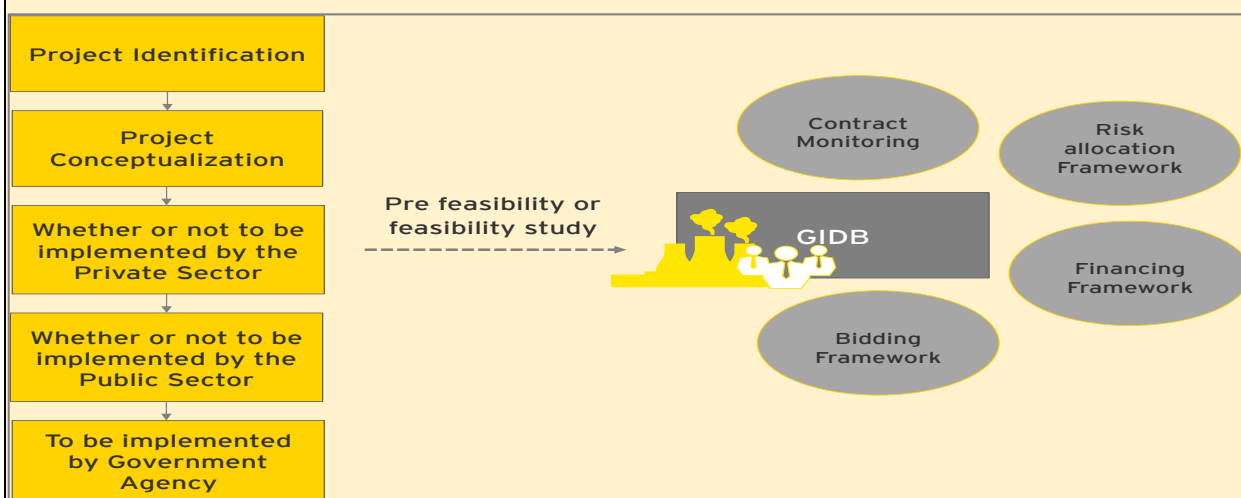 Project Identification
Project
Conceptualization
Whether or not to be
implemented by the
Private Sector
Whether or not to be
implemented by the
Public Sector
To be implemented
by Government
Agency
Pre feasibility or
feasibility study
GIDB
Contract
Monitoring
Risk
allocation
Framework
Financing
Framework
Bidding
Framework